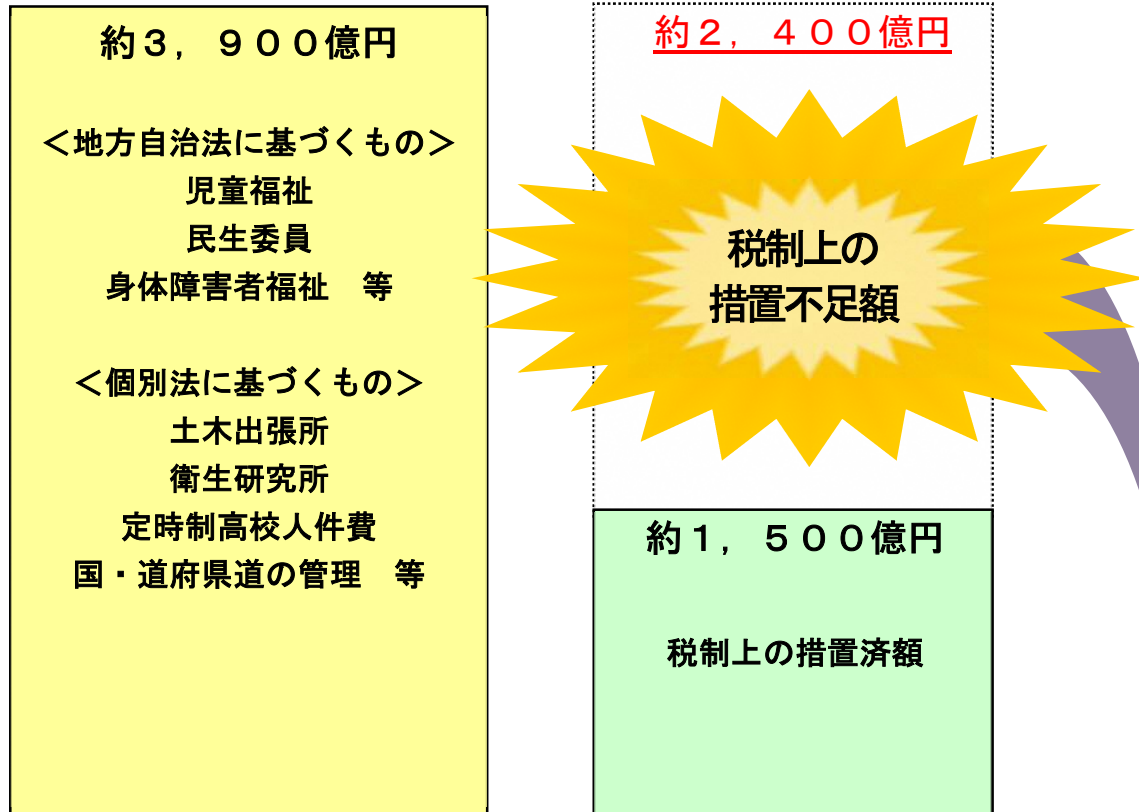 約３，９００億円
＜地方自治法に基づくもの＞
児童福祉
民生委員
身体障害者福祉　等
＜個別法に基づくもの＞
土木出張所
衛生研究所
定時制高校人件費
国・道府県道の管理　等
約２，４００億円
税制上の
措置不足額
約１，５００億円
税制上の措置済額